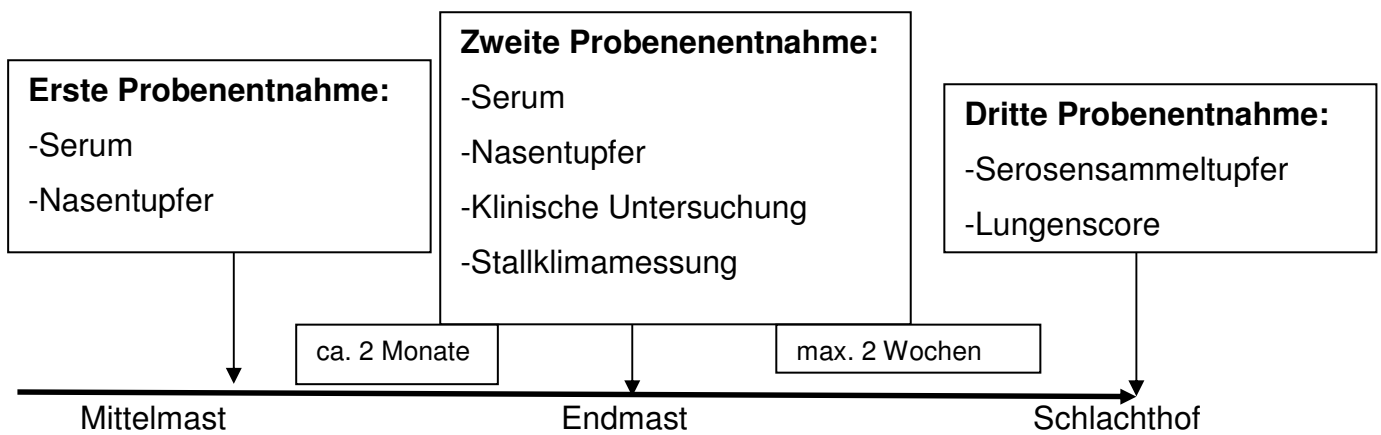 Erste Probenentnahme:
-Serum
-Nasentupfer
Zweite Probenenentnahme:
-Serum
-Nasentupfer
-Klinische Untersuchung
-Stallklimamessung
Dritte Probenentnahme:
-Serosensammeltupfer
-Lungenscore
ca. 2 Monate
max. 2 Wochen
Mittelmast
Endmast
Schlachthof